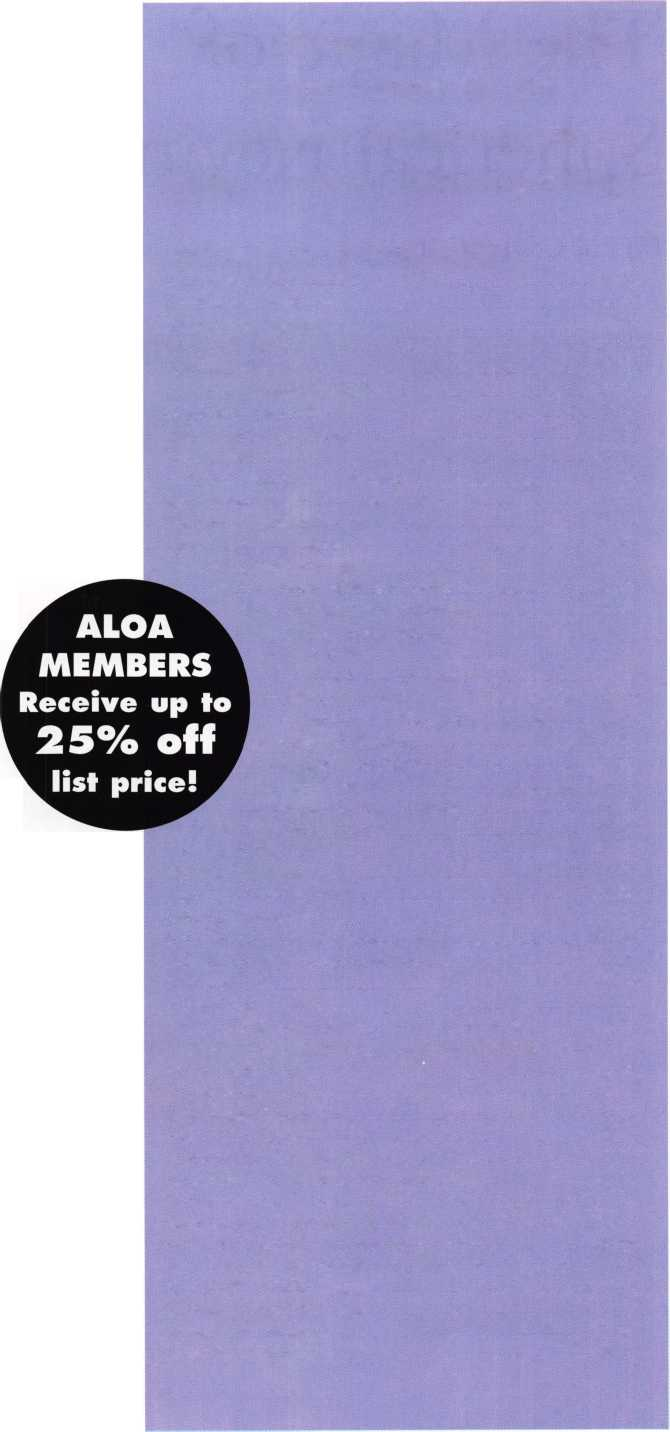 ALOA
MEMBERS
Receive up to
25% off
list price!